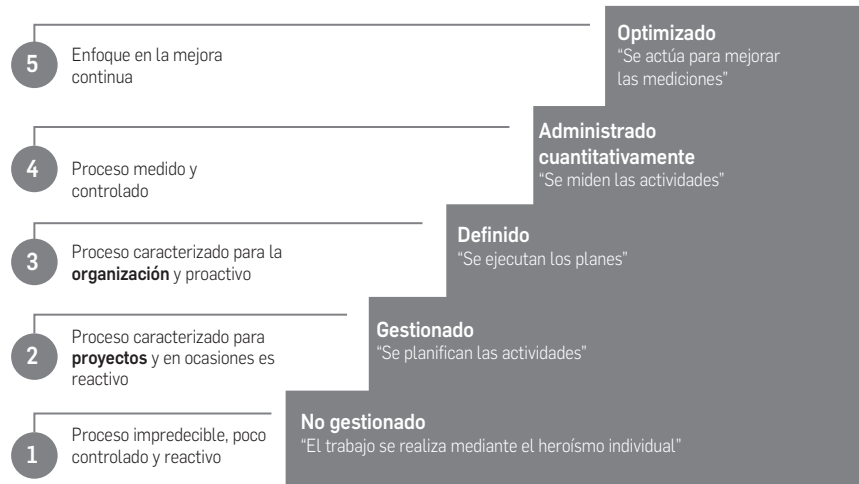 5
Enfoque en la mejora
continua
Optimizado
“Se actúa para mejorar
las mediciones”
4
Proceso medido y
controlado
Administrado
cuantitativamente
“Se miden las actividades”
3
Proceso caracterizado para la
organización y proactivo
Definido
“Se ejecutan los planes”
2
Proceso caracterizado para
proyectos y en ocasiones es
reactivo
Gestionado
“Se planifican las actividades”
1
Proceso impredecible, poco
controlado y reactivo
No gestionado
“El trabajo se realiza mediante el heroísmo individual”